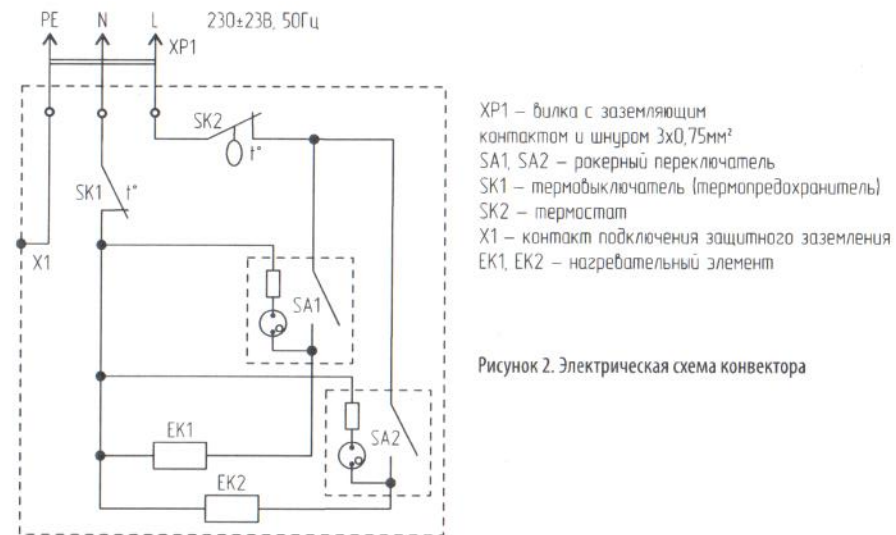 PE N L 230±23В, 50Гц
XP1
SK2
t°
SK1 t°
X1
SA1
SA2
EK1
EK2
XP1 – вилка с заземляющим
контактом и шнуром 3х0,75мм²
SA1, SA2 – рокерный переключатель
SK1 – термовыключатель (термопредохранитель)
SK2 – термостат
X1 – контакт подключения защитного заземления
EK1, EK2 – нагревательный элемент
Рисунок 2. Электрическая схема конвектора